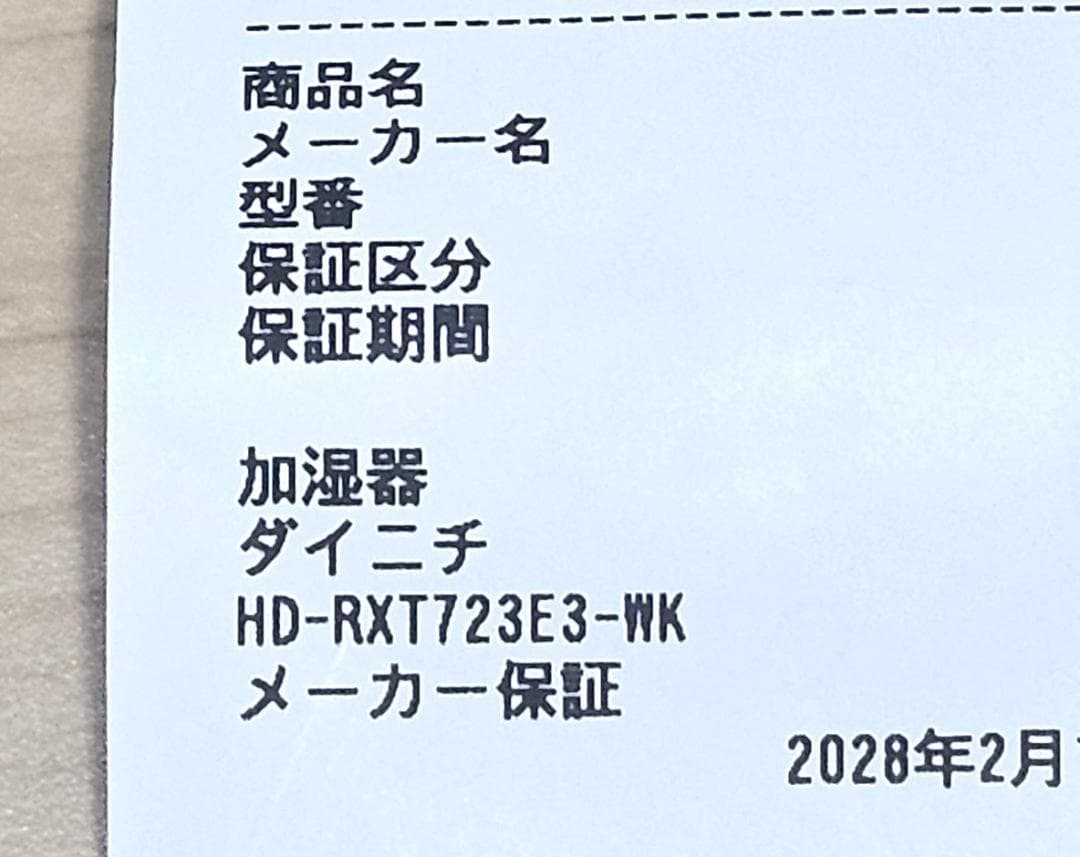 商品名
メーカー名
型番
保証区分
保証期間
加湿器
ダイニチ
HD-RXT723E3-WK
メーカー保証
2028年2月